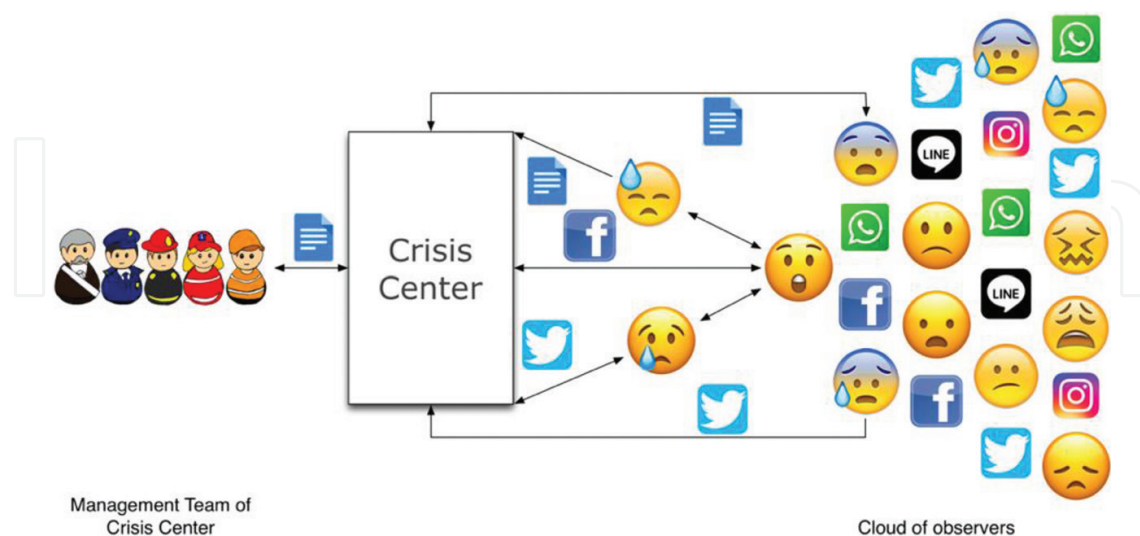 LINE
Crisis
Center
LINE
Management Team of
Crisis Center
Cloud of observers